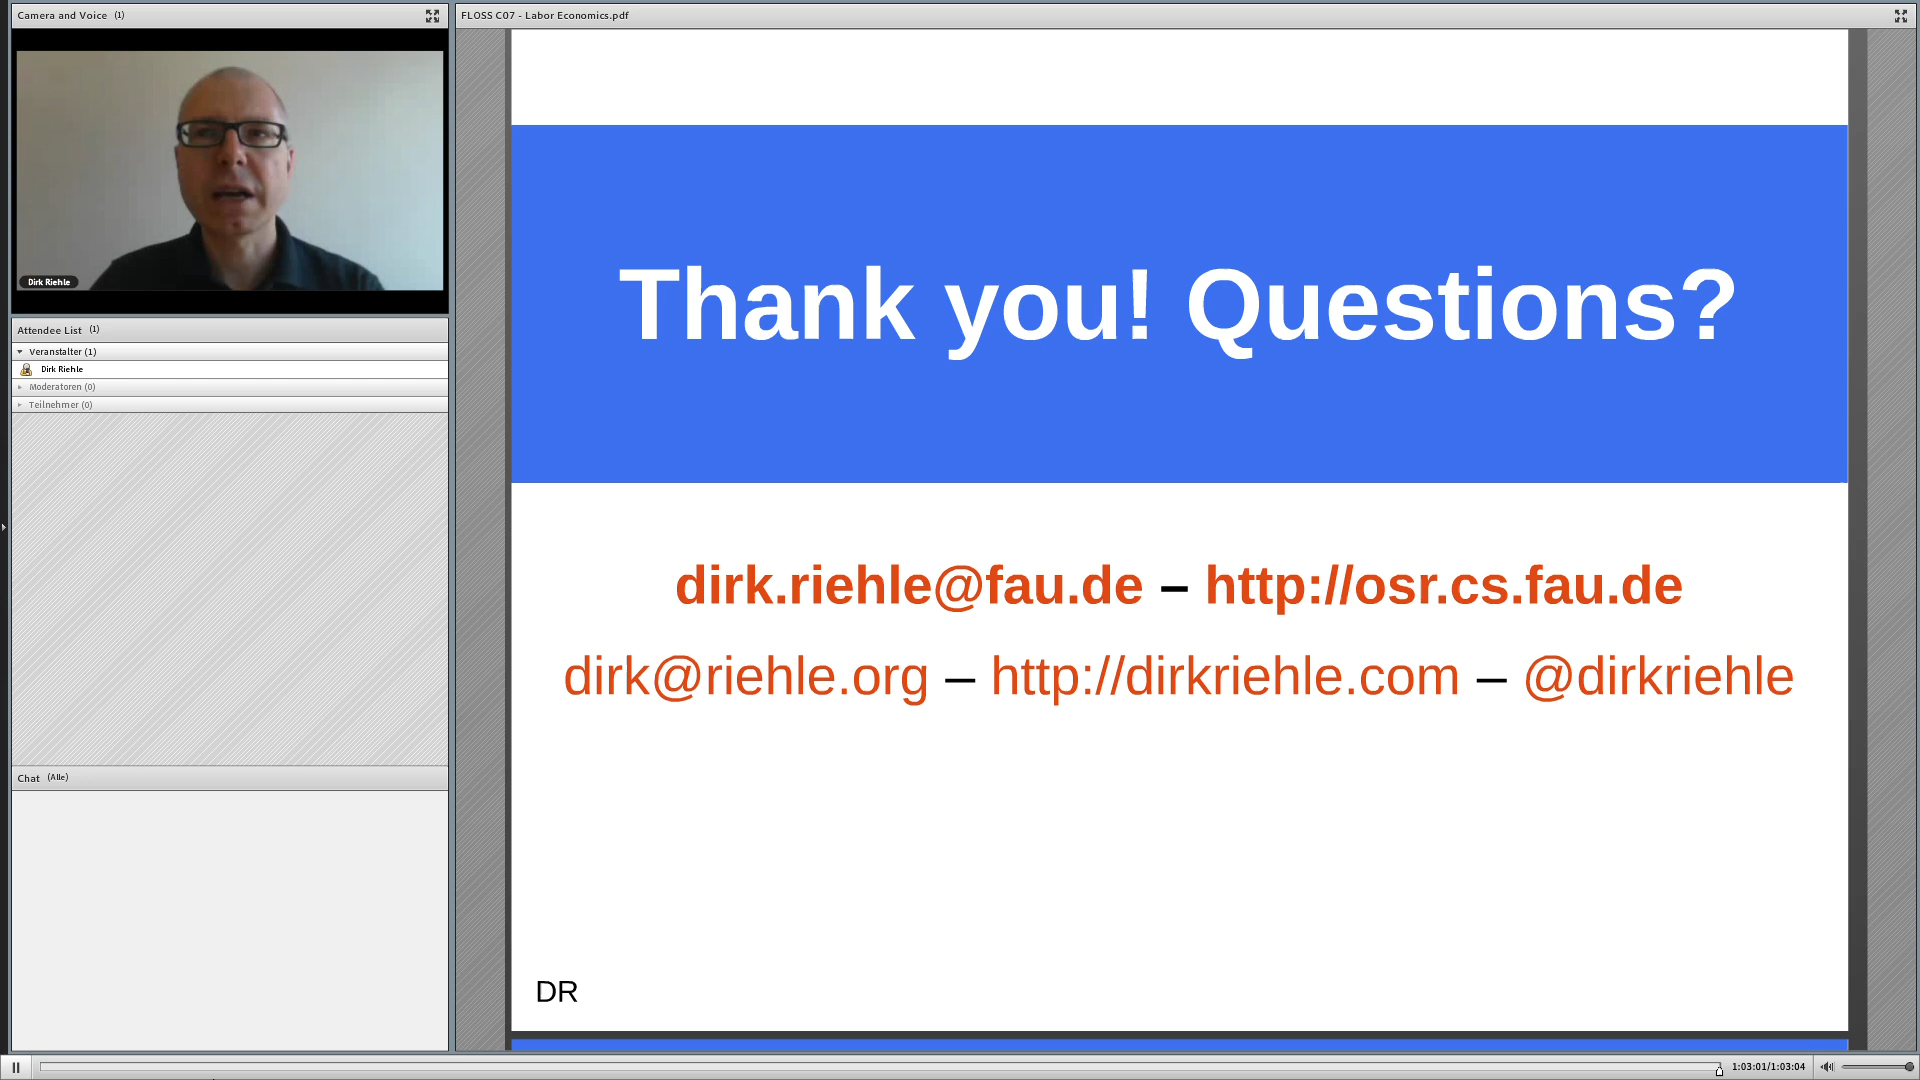 Camera and Voice (1)
FLOSS C07 - Labor Economics.pdf
Dirk Riehle
Attendee List (1)
Veranstalter (1)
Dirk Riehle
Moderatoren (0)
Teilnehmer (0)
Chat (Alle)
Thank you! Questions?
dirk.riehle@fau.de – http://osr.cs.fau.de
dirk@riehle.org – http://dirkriehle.com – @dirkriehle
DR
1:03:01/1:03:04